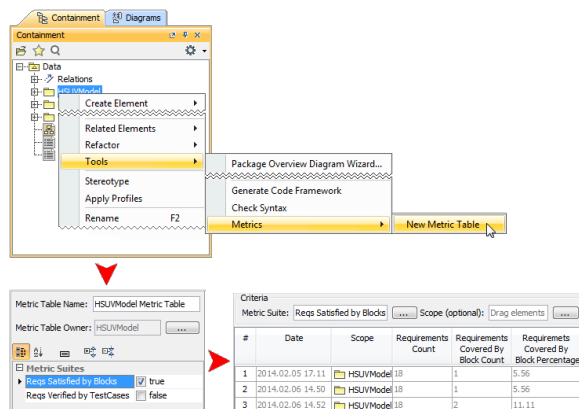 Containment
Diagrams
Containment
Data
Relations
HSUVModel
Create Element
Related Elements
Refactor
Tools
Stereotype
Apply Profiles
Rename F2
Package Overview Diagram Wizard...
Generate Code Framework
Check Syntax
Metrics
New Metric Table
Metric Table Name: HSUVModel Metric Table
Metric Table Owner: HSUVModel ...
Metric Suites
Reqs Satisfied by Blocks true
Reqs Verified by TestCases false
Criteria
Metric Suite: Reqs Satisfied by Blocks ... Scope (optional): Drag elements ...
# Date Scope Requirements Count Requirements Covered By Block Count Requiremets Covered By Block Percentage
1 2014.02.05 17.11 HSUVModel 18 1 5.56
2 2014.02.06 14.50 HSUVModel 18 1 5.56
3 2014.02.06 14.52 HSUVModel 18 2 11.11